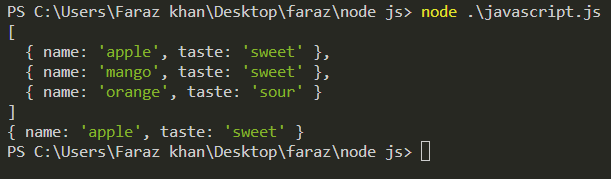 PS C:\Users\Faraz khan\Desktop\faraz\node js> node .\javascript.js
[
  { name: 'apple', taste: 'sweet' },
  { name: 'mango', taste: 'sweet' },
  { name: 'orange', taste: 'sour' }
]
{ name: 'apple', taste: 'sweet' }
PS C:\Users\Faraz khan\Desktop\faraz\node js>